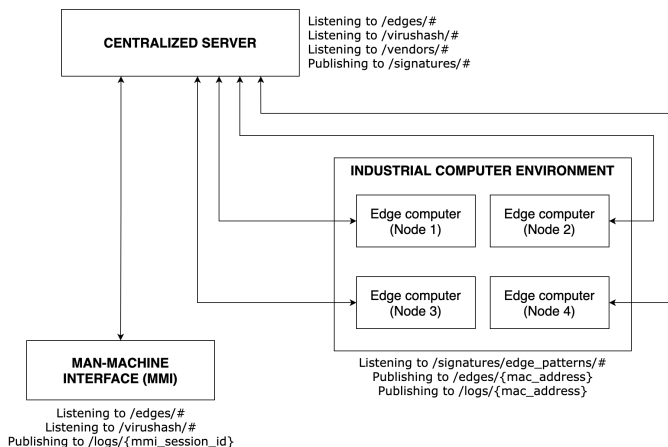 CENTRALIZED SERVER
Listening to /edges/#
Listening to /virushash/#
Listening to /vendors/#
Publishing to /signatures/#
INDUSTRIAL COMPUTER ENVIRONMENT
Edge computer
(Node 1)
Edge computer
(Node 2)
Edge computer
(Node 3)
Edge computer
(Node 4)
Listening to /signatures/edge_patterns/#
Publishing to /edges/{mac_address}
Publishing to /logs/{mac_address}
MAN-MACHINE
INTERFACE (MMI)
Listening to /edges/#
Listening to /virushash/#
Publishing to /logs/{mmi_session_id}